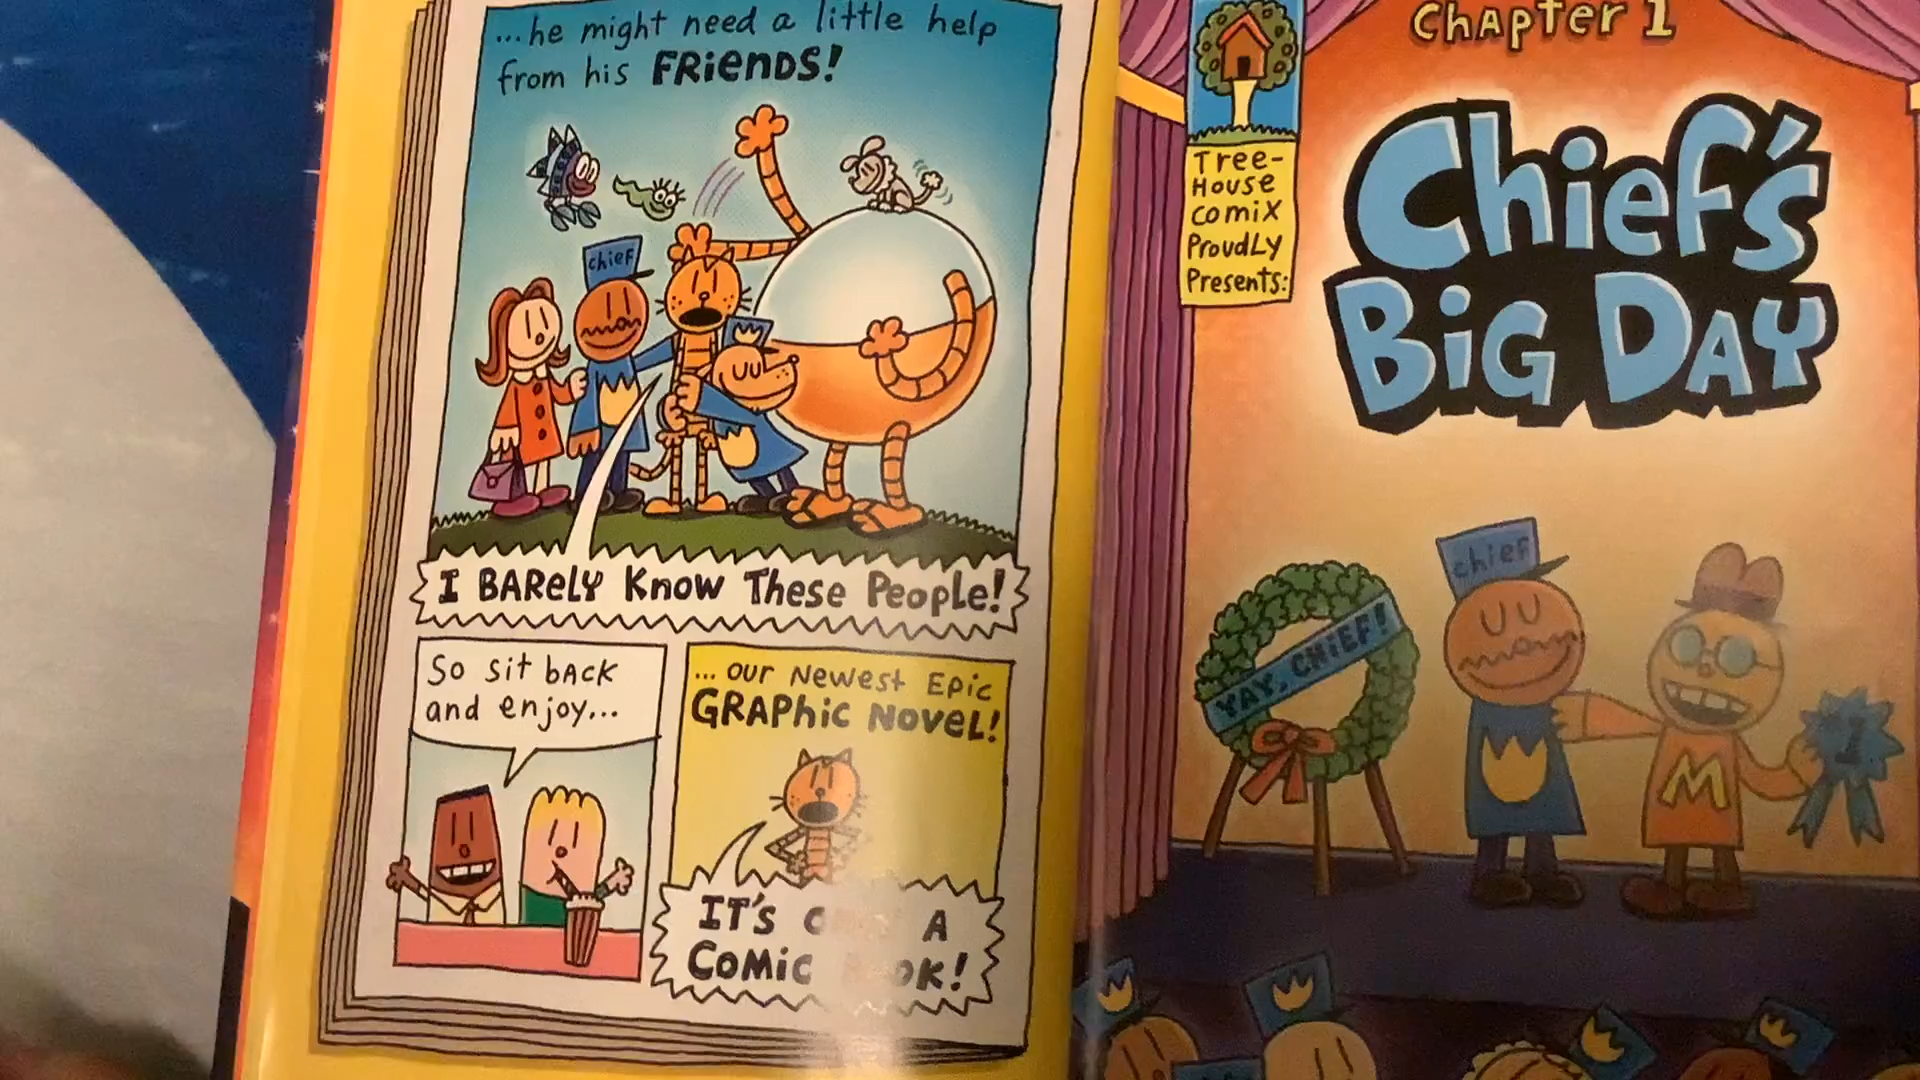 ...he might need a little help
from his FRiENDS!
chief
I BARELY Know These People!
So sit back
and enjoy...
... our Newest Epic
GRAPhic Novel!
IT'S A
Comic
Chapter 1
Tree-
House
Comix
Proudly
Presents:
Chief's
BiG DAY
chief
YAY, CHiEF!
M
#1